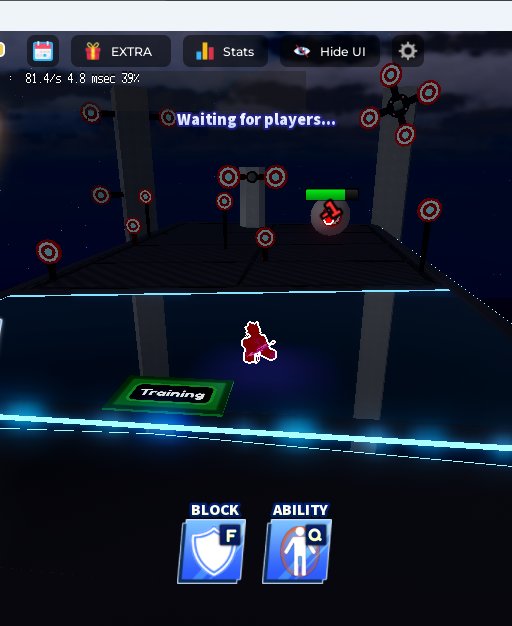 EXTRA
Stats
Hide UI
: 81.4/s 4.8 msec 39%
Waiting for players...
Training
BLOCK
ABILITY
F
Q